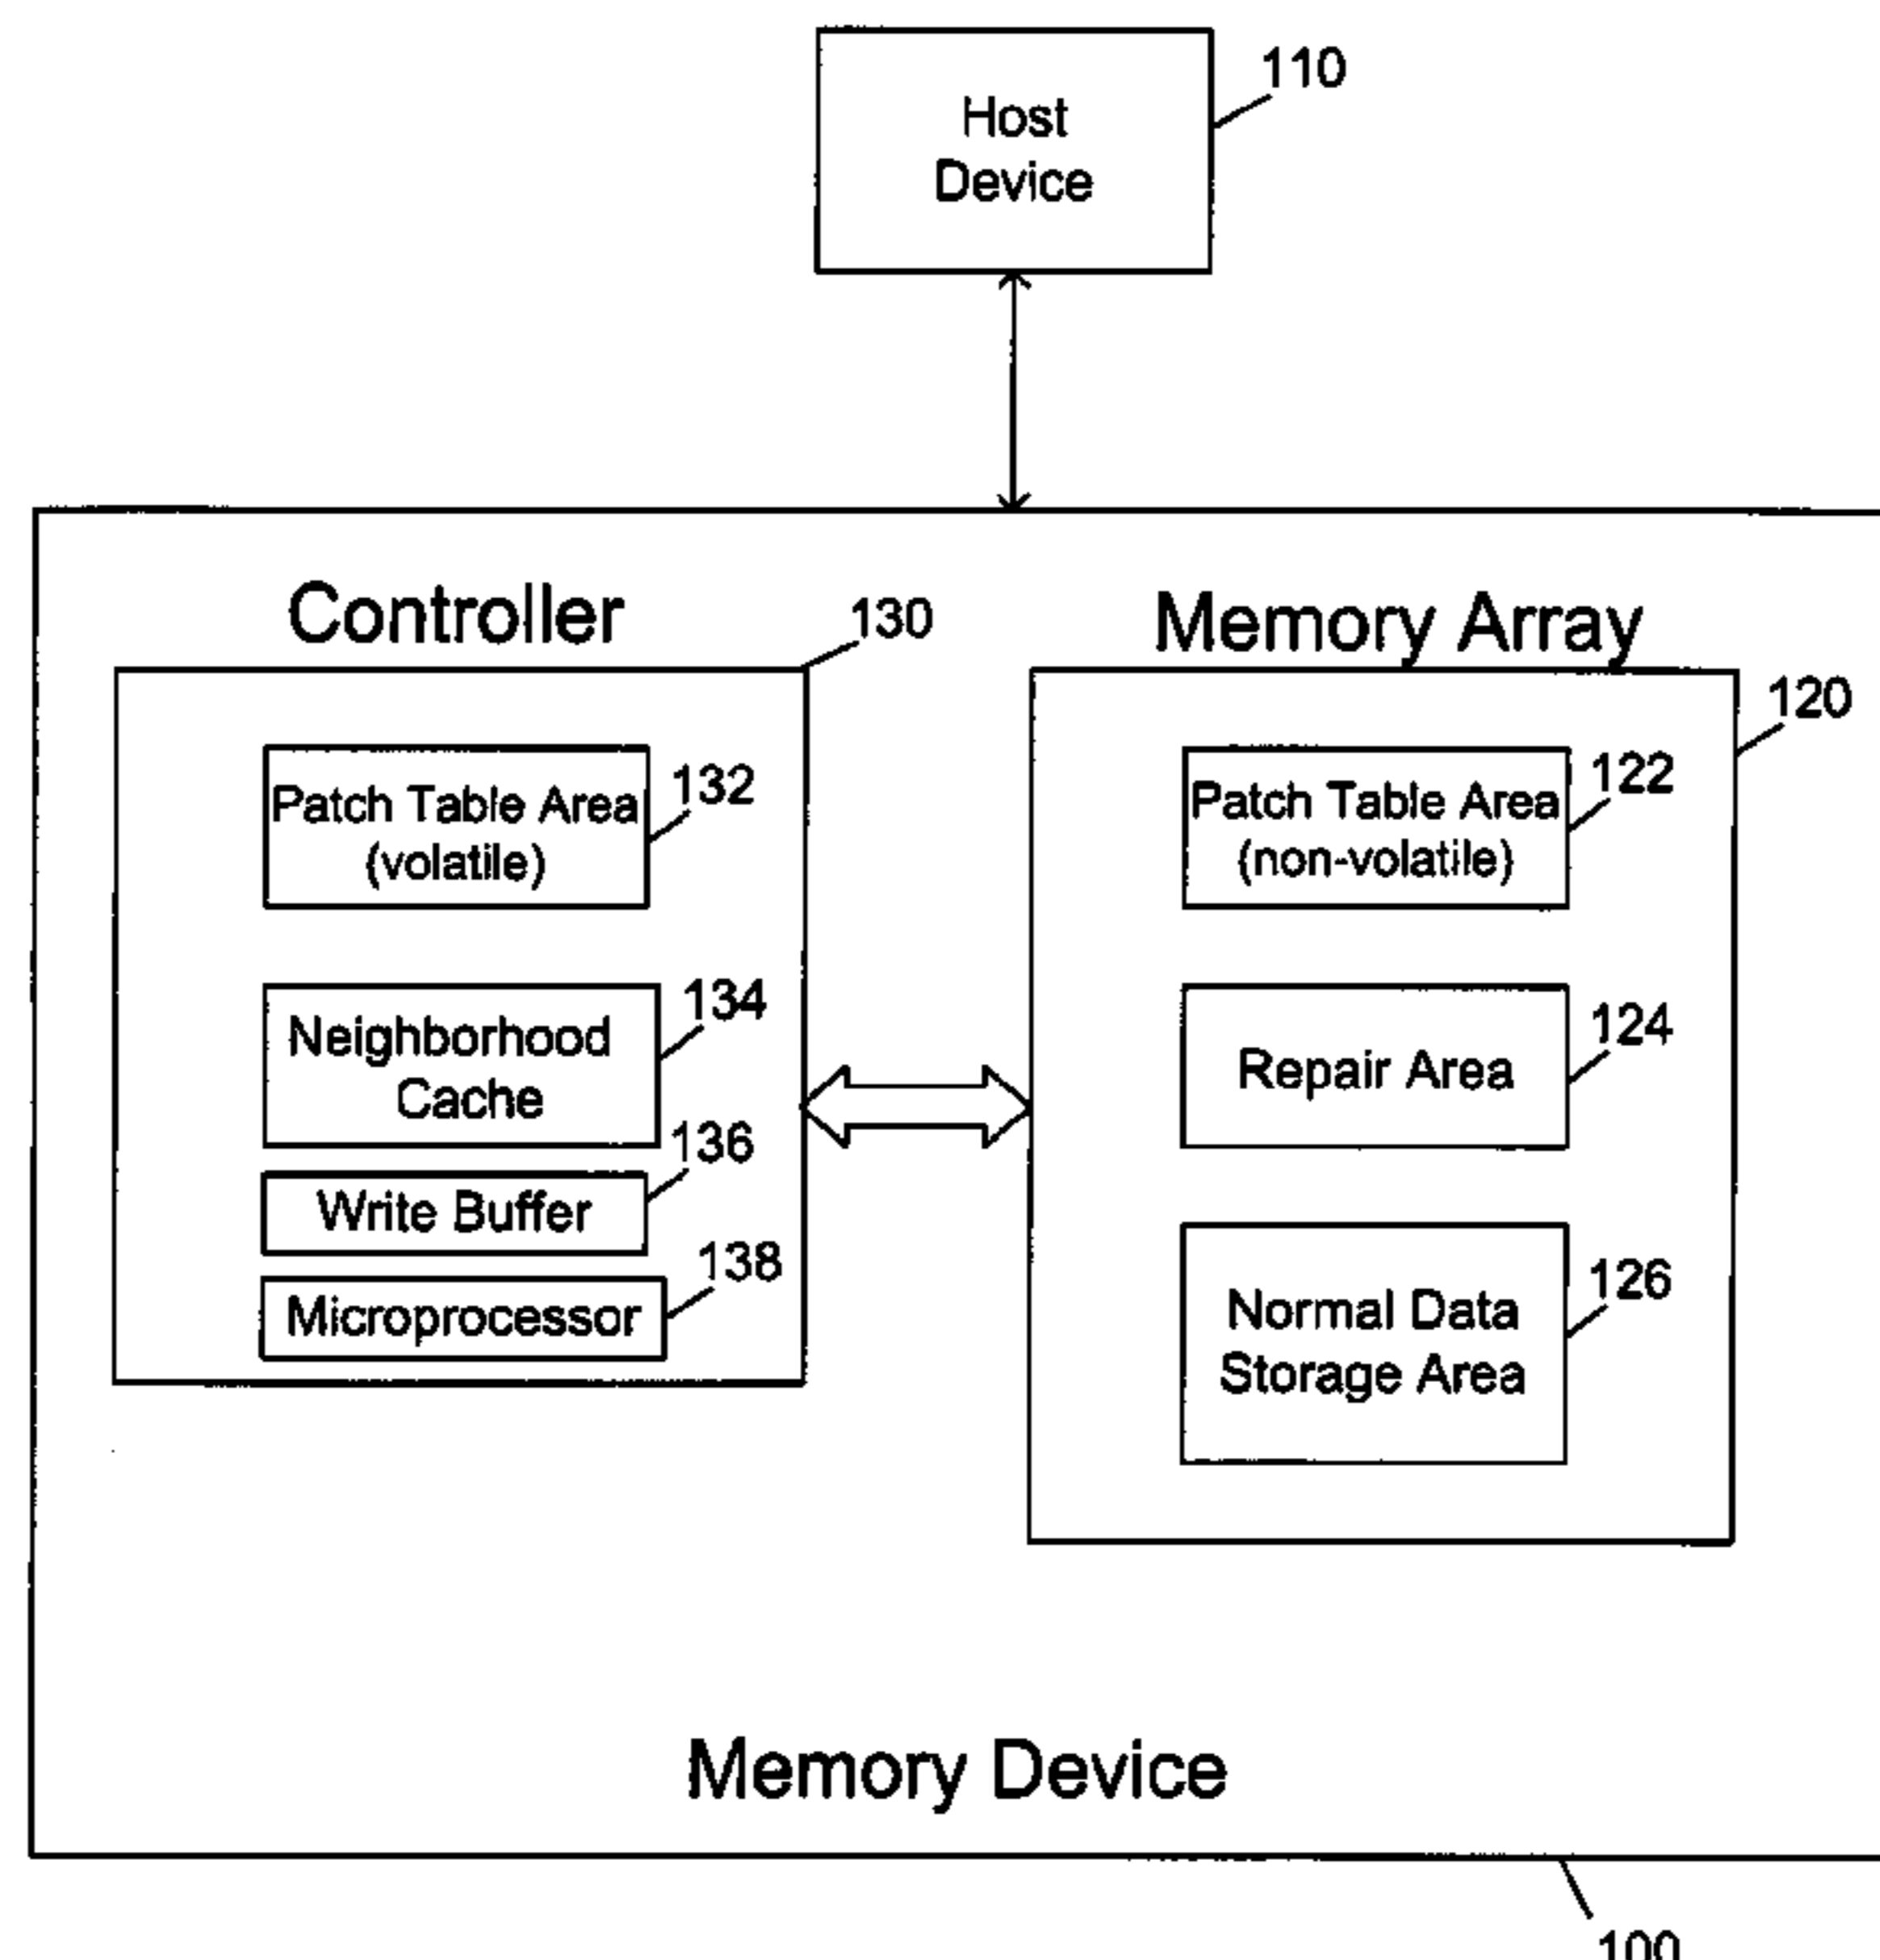 110
Host
Device
Controller
130
Memory Array
120
Patch Table Area
(volatile)
132
Patch Table Area
(non-volatile)
122
Neighborhood
Cache
134
Repair Area
124
Write Buffer
136
Microprocessor
138
Normal Data
Storage Area
126
Memory Device
100